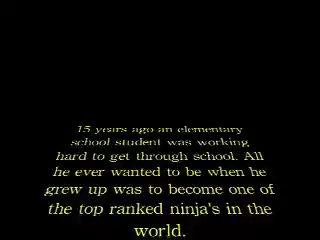 15 years ago an elementary
school student was working
hard to get through school. All
he ever wanted to be when he
grew up was to become one of
the top ranked ninja's in the
world.